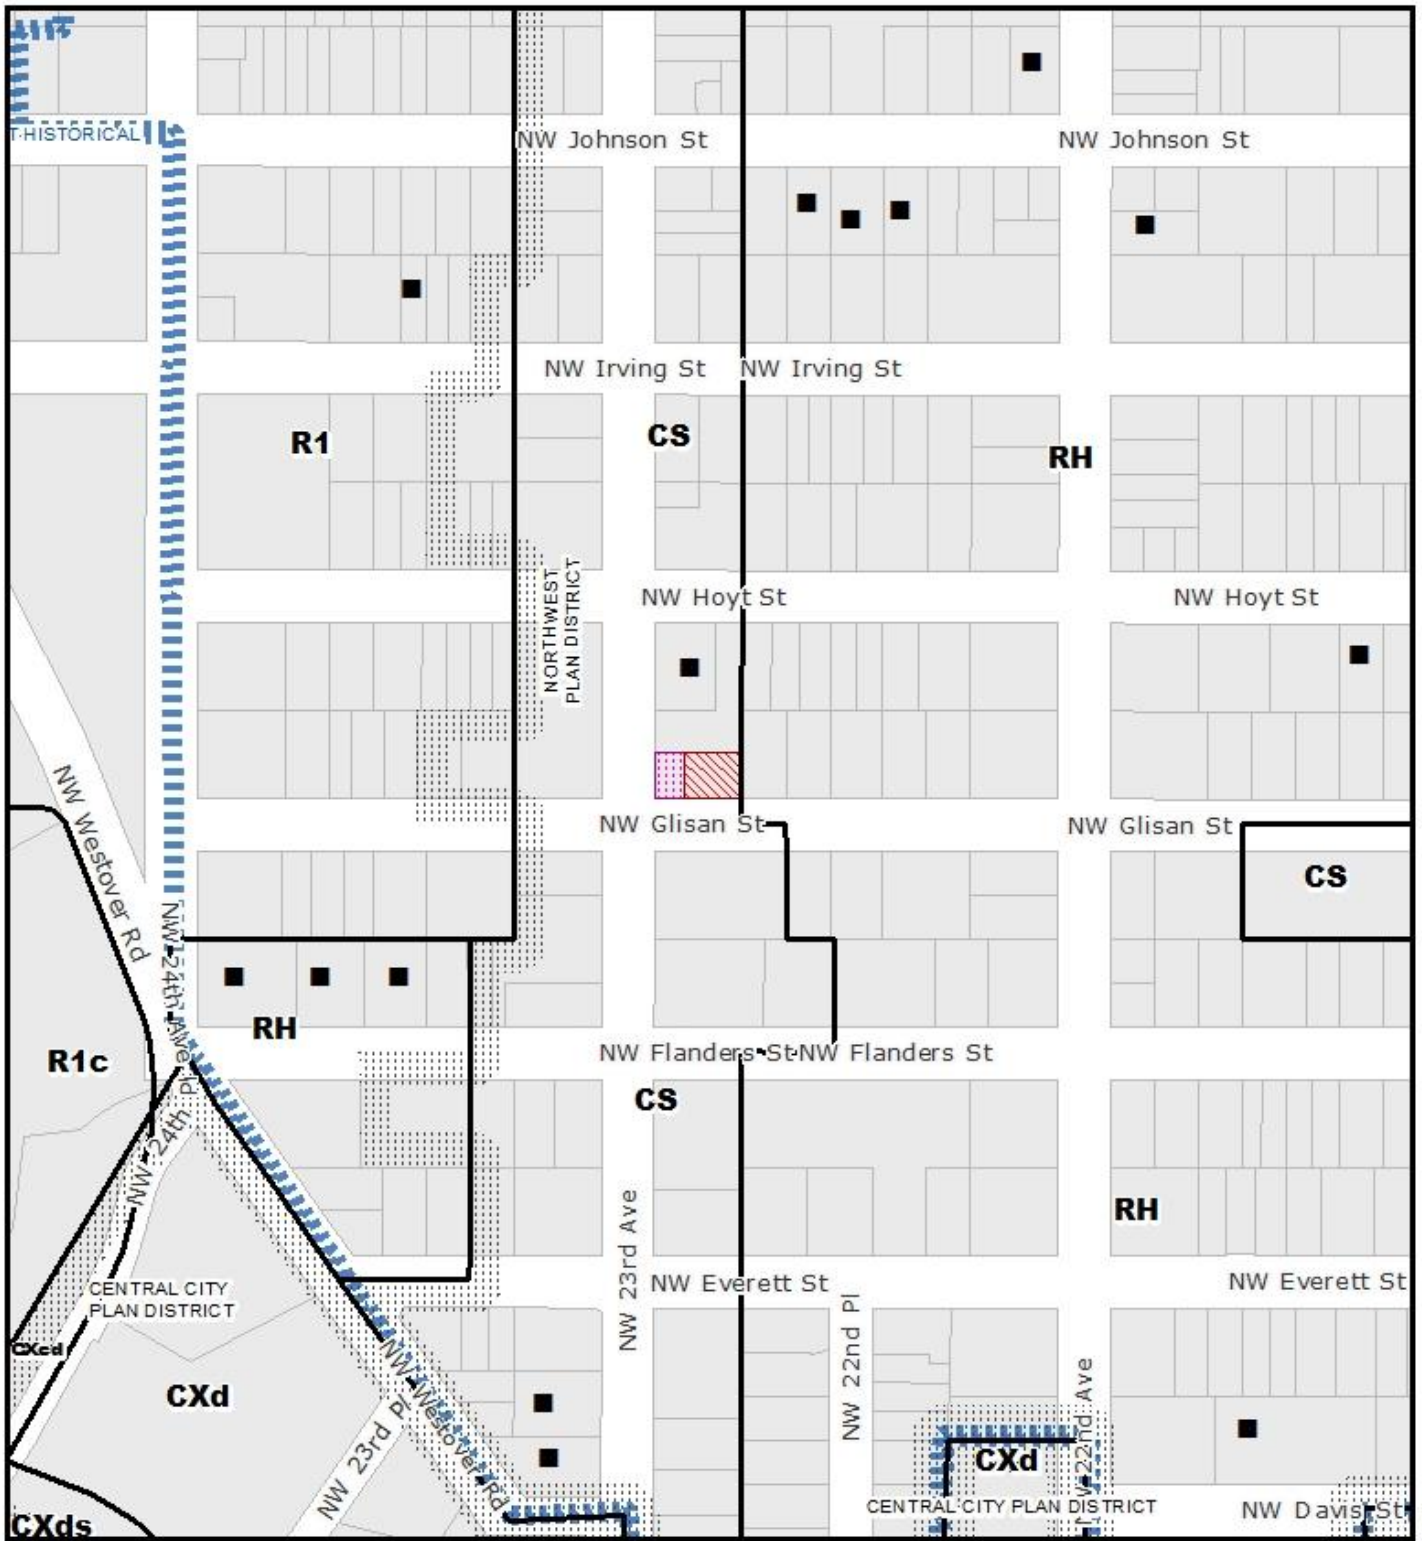 T HISTORICAL
NW Johnson St
NW Johnson St
NW Irving St
NW Irving St
R1
CS
RH
NW Hoyt St
NW Hoyt St
NORTHWEST
PLAN DISTRICT
NW Westover Rd
NW Glisan St
NW Glisan St
CS
NW 24th Ave
RH
R1c
NW Flanders St
NW Flanders St
CS
Pl
NW 24th
RH
NW 23rd Ave
NW Everett St
NW Everett St
CENTRAL CITY
PLAN DISTRICT
NW 22nd Pl
CXcd
CXd
NW Westover Rd
NW 23rd Pl
NW 22nd Ave
CXd
CENTRAL CITY PLAN DISTRICT
NW Davis St
CXds